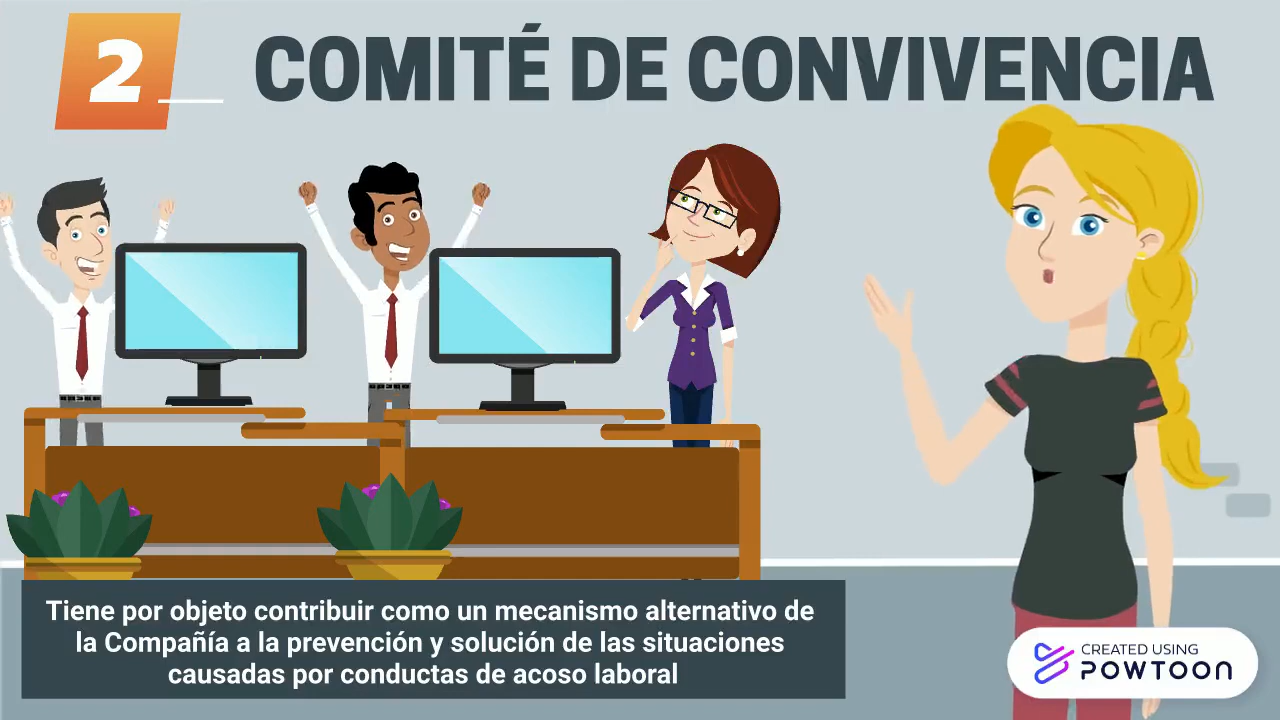 2
COMITÉ DE CONVIVENCIA
Tiene por objeto contribuir como un mecanismo alternativo de
la Compañía a la prevención y solución de las situaciones
causadas por conductas de acoso laboral
CREATED USING
POWTOON